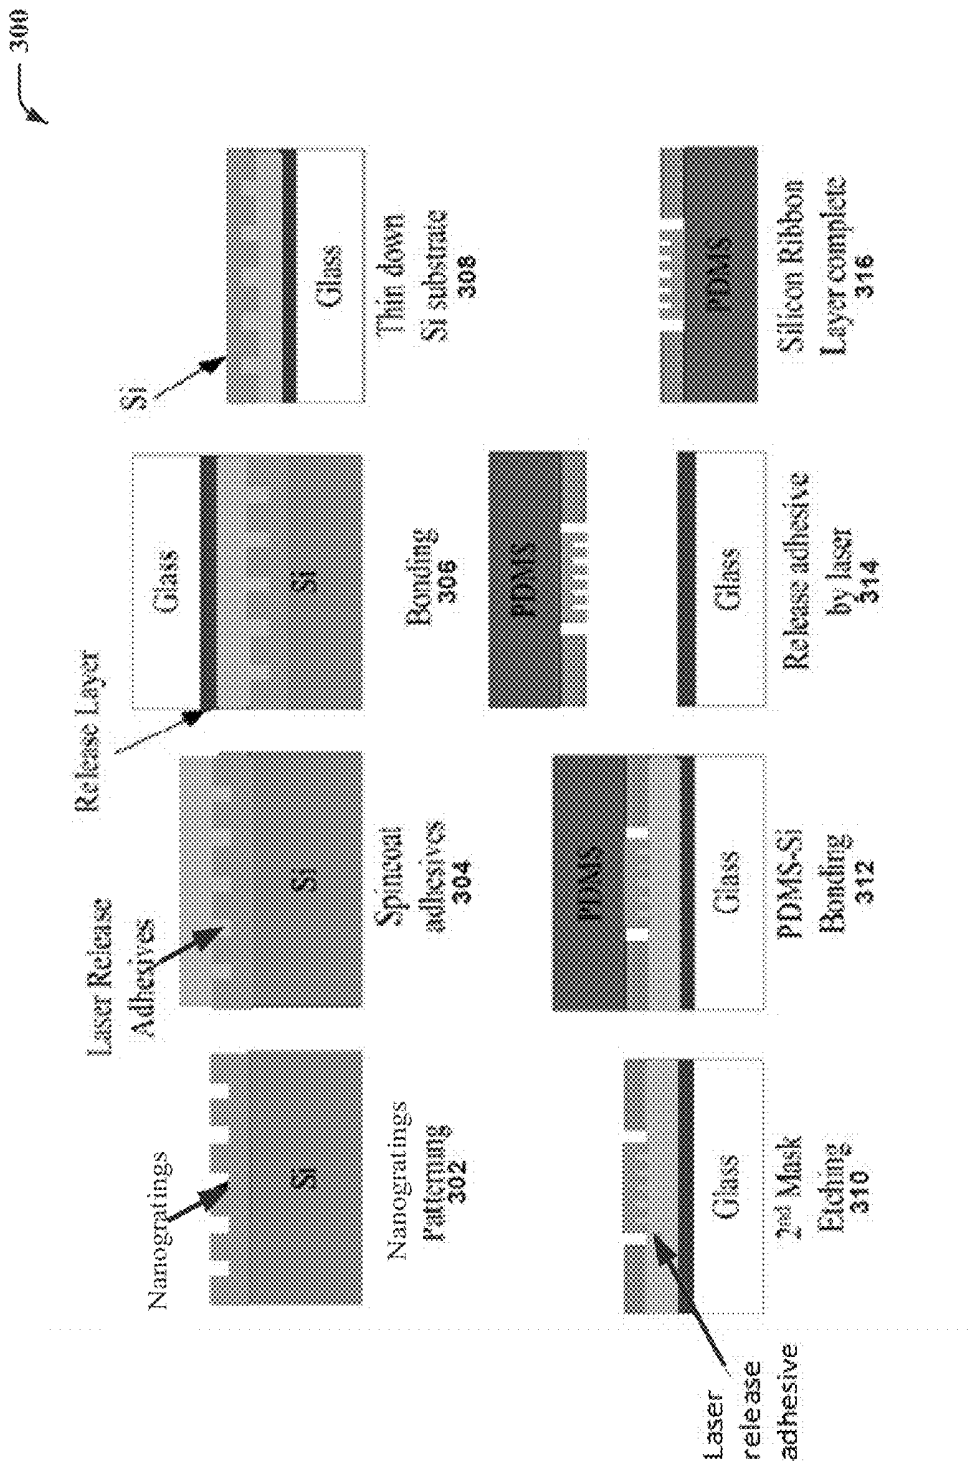 300
Nanogratings
Si
Nanogratings
Patterning
302
Laser Release
Adhesives
Si
Spincoat
adhesives
304
Release Layer
Glass
Si
Bonding
306
Si
Glass
Thin down
Si substrate
308
Laser
release
adhesive
Glass
2nd Mask
Etching
310
PDMS
Glass
PDMS-Si
Bonding
312
PDMS
Glass
Release adhesive
by laser
314
PDMS
Silicon Ribbon
Layer complete
316